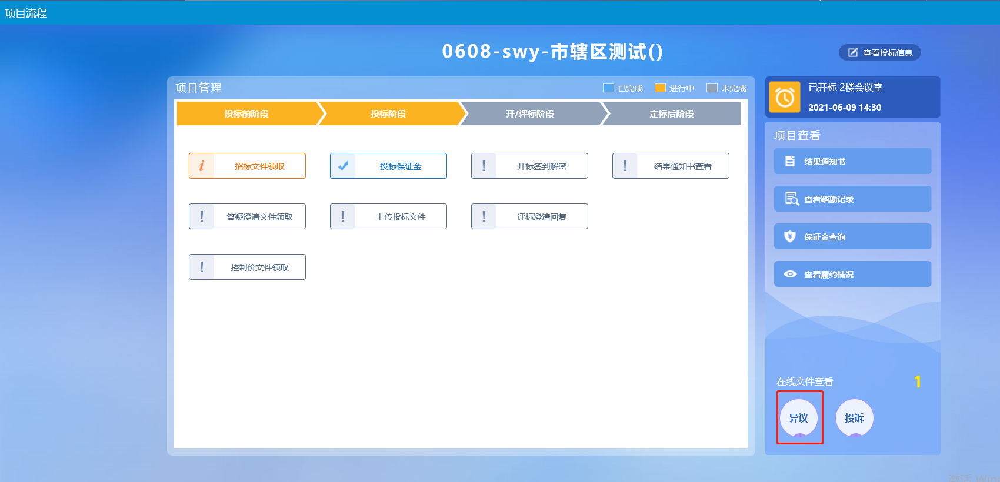 项目流程
0608-swy-市辖区测试()
查看投标信息
项目管理
已完成 进行中 未完成
投标前阶段 投标阶段 开/评标阶段 定标后阶段
招标文件领取 投标保证金 开标签到解密 结果通知书查看
答疑澄清文件领取 上传投标文件 评标澄清回复
控制价文件领取
已开标 2楼会议室
2021-06-09 14:30
项目查看
结果通知书
查看踏勘记录
保证金查询
查看履约情况
在线文件查看 1
异议 投诉